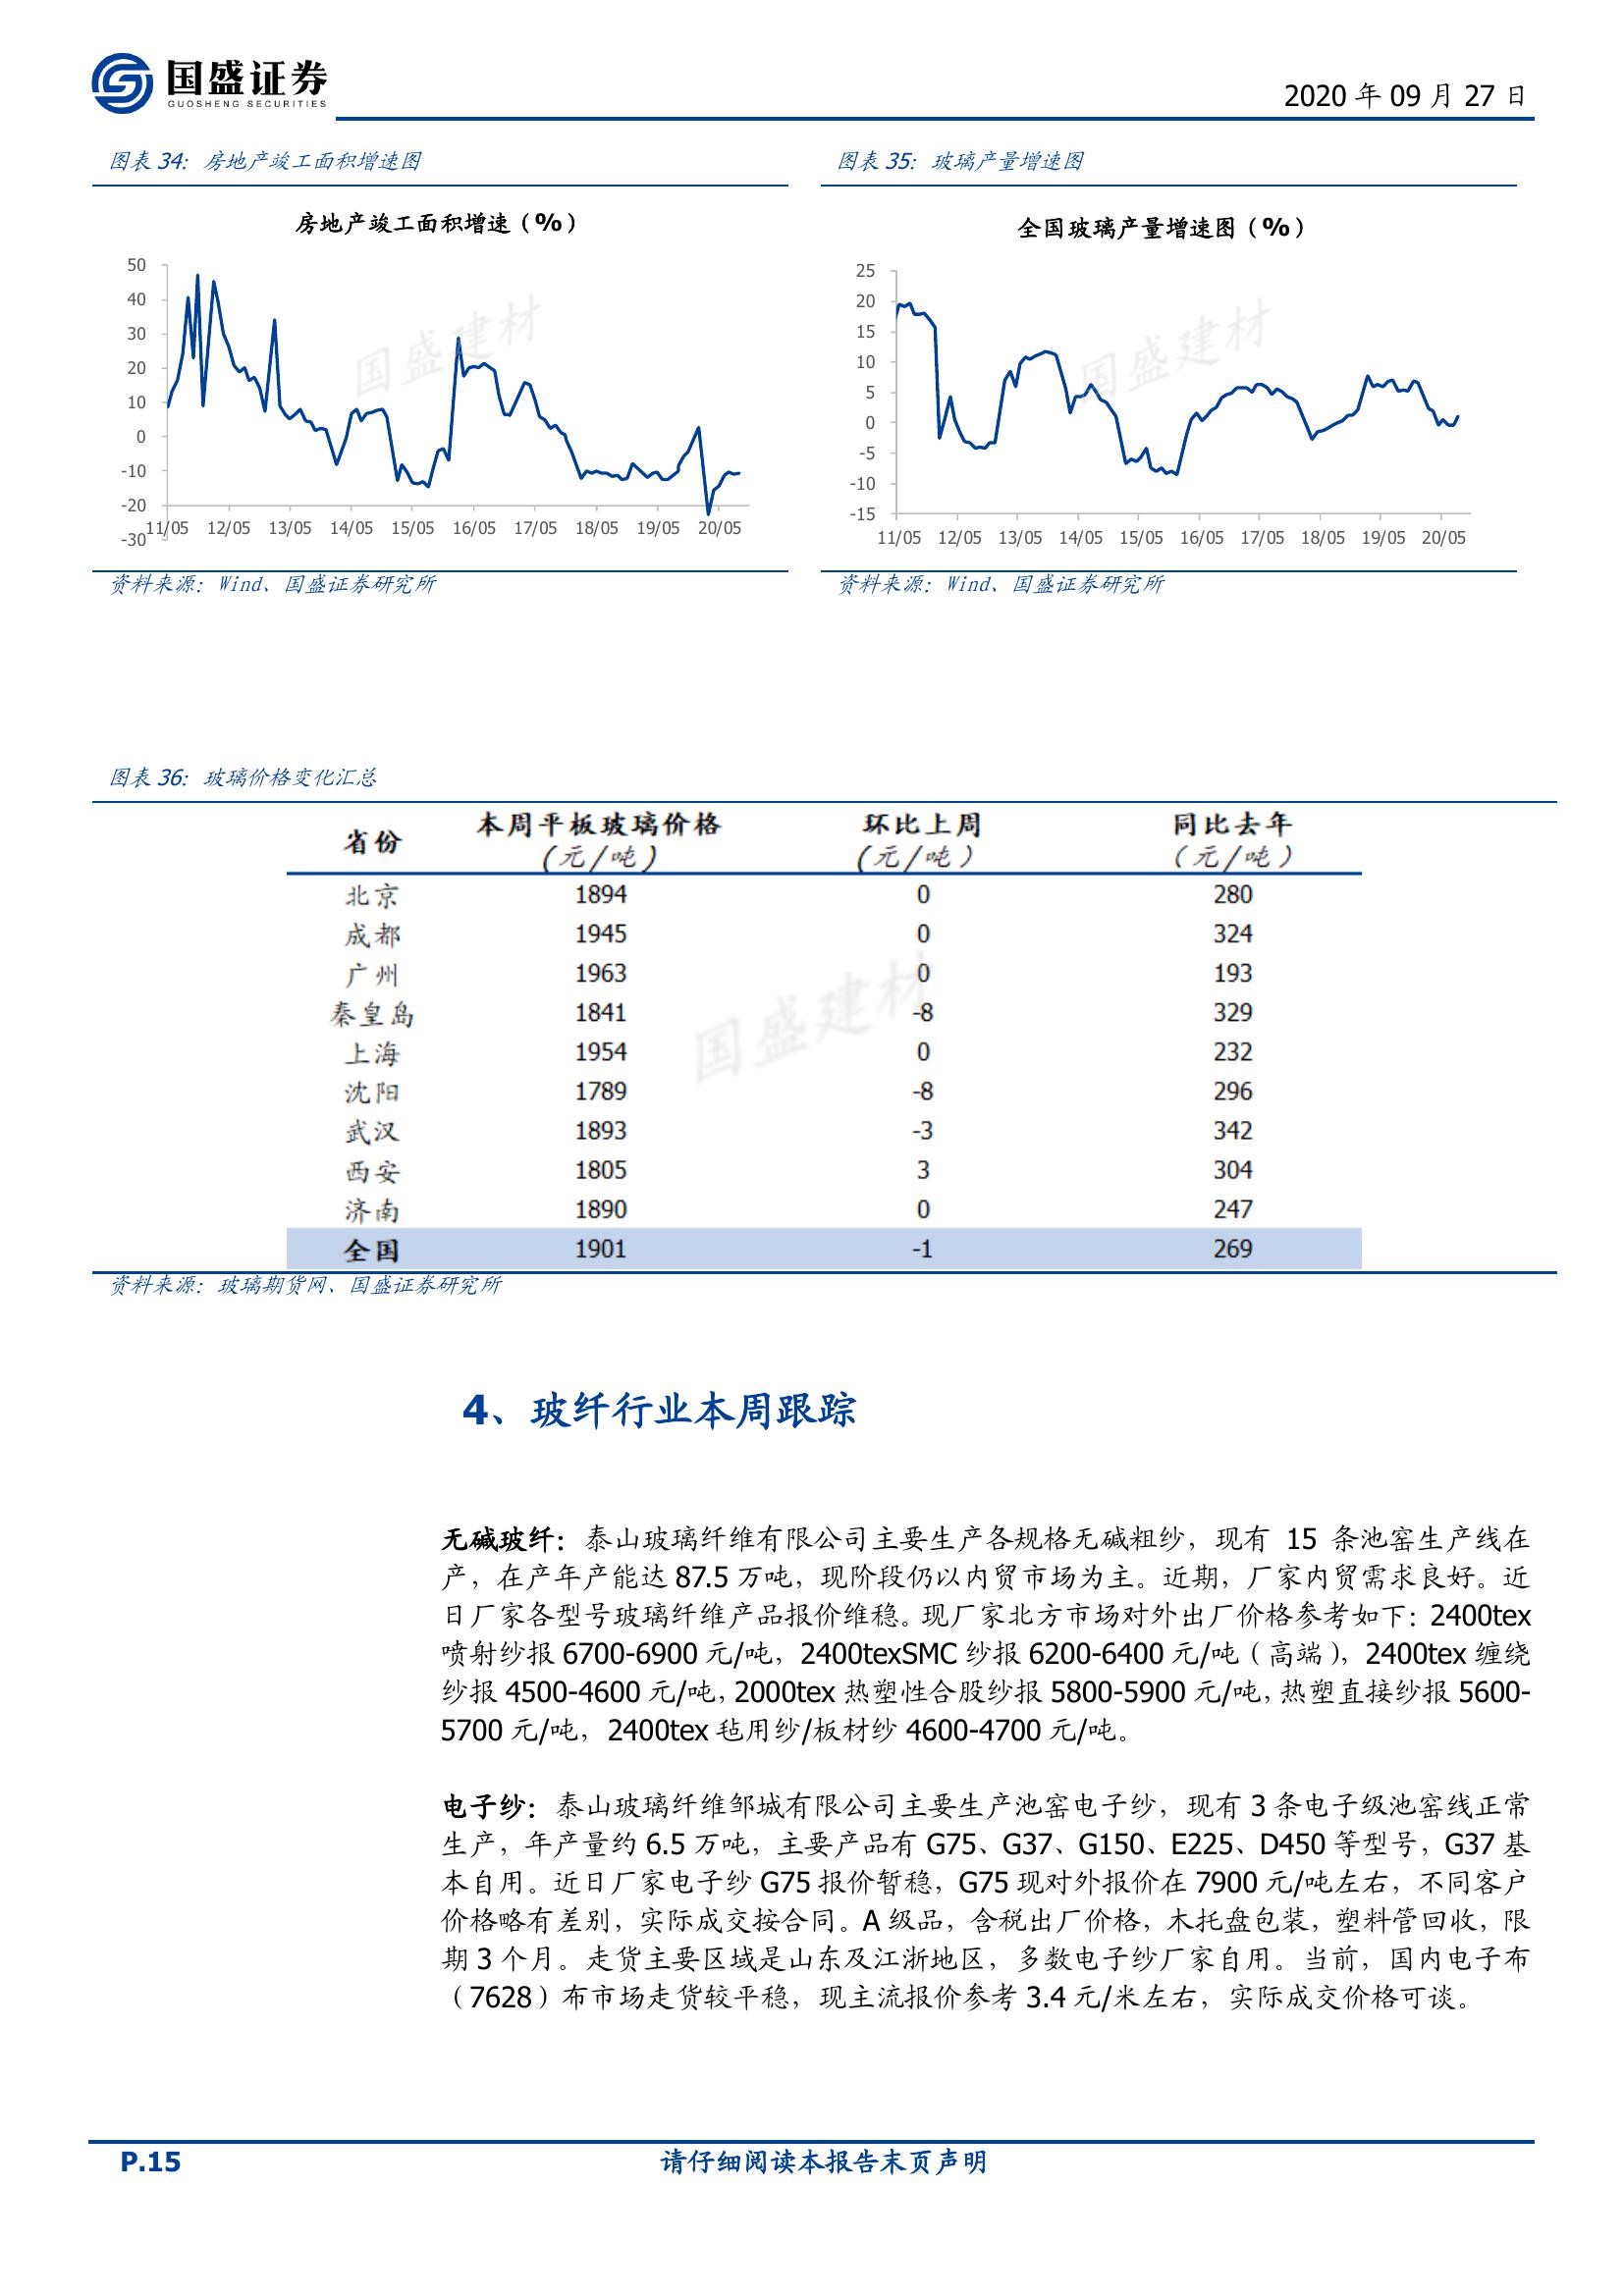 国盛证券
GUOSHENG SECURITIES
2020 年 09 月 27 日
图表 34：房地产竣工面积增速图
图表 35：玻璃产量增速图
房地产竣工面积增速（%）
50
40
30
20
10
0
-10
-20
-30
11/05 12/05 13/05 14/05 15/05 16/05 17/05 18/05 19/05 20/05
国盛建材
全国玻璃产量增速图（%）
25
20
15
10
5
0
-5
-10
-15
11/05 12/05 13/05 14/05 15/05 16/05 17/05 18/05 19/05 20/05
国盛建材
资料来源：Wind、国盛证券研究所
资料来源：Wind、国盛证券研究所
图表 36：玻璃价格变化汇总
省份 本周平板玻璃价格（元/吨） 环比上周（元/吨） 同比去年（元/吨）
北京 1894 0 280
成都 1945 0 324
广州 1963 0 193
秦皇岛 1841 -8 329
上海 1954 0 232
沈阳 1789 -8 296
武汉 1893 -3 342
西安 1805 3 304
济南 1890 0 247
全国 1901 -1 269
国盛建材
资料来源：玻璃期货网、国盛证券研究所
4、玻纤行业本周跟踪
无碱玻纤：泰山玻璃纤维有限公司主要生产各规格无碱粗纱，现有 15 条池窑生产线在
产，在产年产能达 87.5 万吨，现阶段仍以内贸市场为主。近期，厂家内贸需求良好。近
日厂家各型号玻璃纤维产品报价维稳。现厂家北方市场对外出厂价格参考如下：2400tex
喷射纱报 6700-6900 元/吨，2400texSMC 纱报 6200-6400 元/吨（高端），2400tex 缠绕
纱报 4500-4600 元/吨，2000tex 热塑性合股纱报 5800-5900 元/吨，热塑直接纱报 5600-
5700 元/吨，2400tex 毡用纱/板材纱 4600-4700 元/吨。
电子纱：泰山玻璃纤维邹城有限公司主要生产池窑电子纱，现有 3 条电子级池窑线正常
生产，年产量约 6.5 万吨，主要产品有 G75、G37、G150、E225、D450 等型号，G37 基
本自用。近日厂家电子纱 G75 报价暂稳，G75 现对外报价在 7900 元/吨左右，不同客户
价格略有差别，实际成交按合同。A 级品，含税出厂价格，木托盘包装，塑料管回收，限
期 3 个月。走货主要区域是山东及江浙地区，多数电子纱厂家自用。当前，国内电子布
（7628）布市场走货较平稳，现主流报价参考 3.4 元/米左右，实际成交价格可谈。
P.15
请仔细阅读本报告末页声明